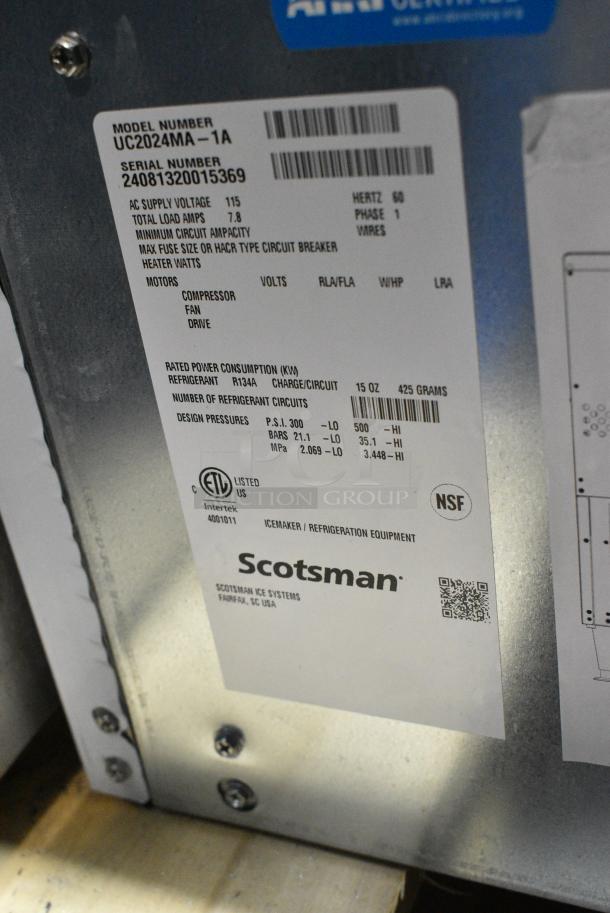 www.ahridirectory.org
MODEL NUMBER
UC2024MA-1A
SERIAL NUMBER
24081320015369
AC SUPPLY VOLTAGE 115 HERTZ 60
TOTAL LOAD AMPS 7.8 PHASE 1
MINIMUM CIRCUIT AMPACITY WIRES
MAX FUSE SIZE OR HACR TYPE CIRCUIT BREAKER
HEATER WATTS
MOTORS VOLTS RLA/FLA W/HP LRA
COMPRESSOR
FAN
DRIVE
RATED POWER CONSUMPTION (KW)
REFRIGERANT R134A CHARGE/CIRCUIT 15 OZ 425 GRAMS
NUMBER OF REFRIGERANT CIRCUITS
DESIGN PRESSURES P.S.I. 300 -LO 500 -HI
BARS 21.1 -LO 35.1 -HI
MPa 2.069-LO 3.448-HI
C ETL LISTED US
Intertek
4001011
NSF
AUCTION GROUP
ICEMAKER / REFRIGERATION EQUIPMENT
Scotsman
SCOTSMAN ICE SYSTEMS
FAIRFAX, SC USA